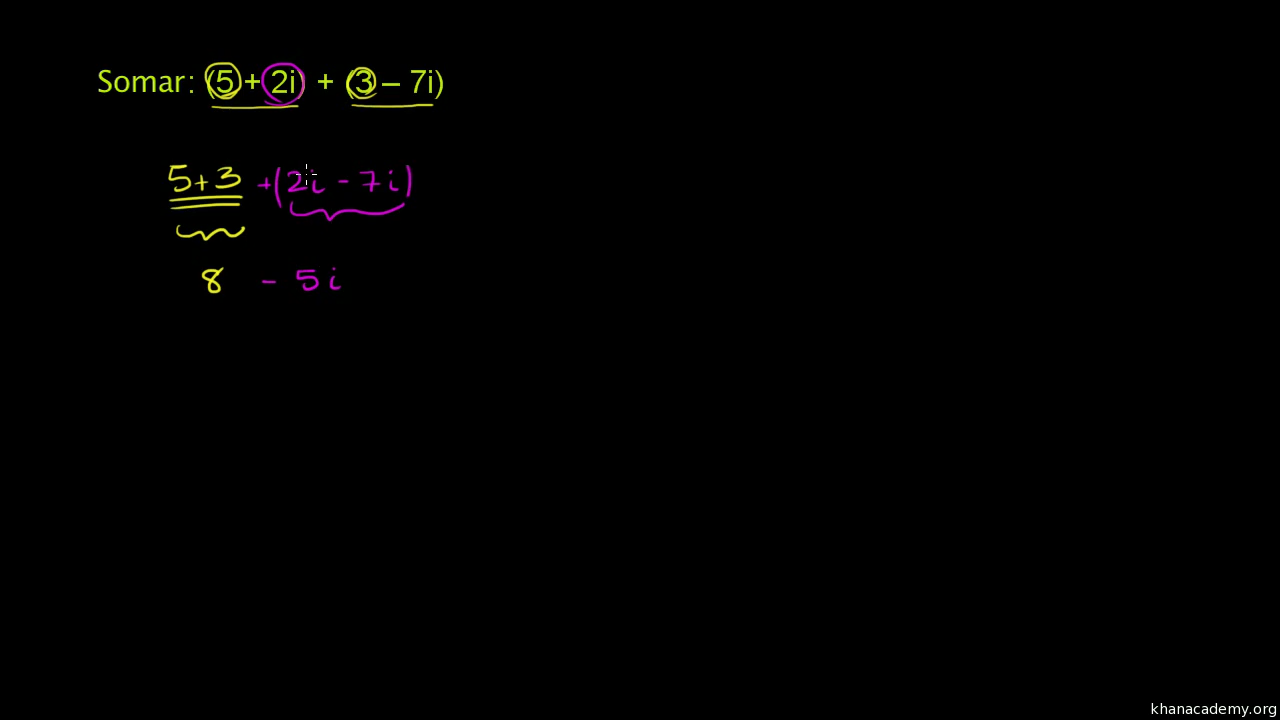 Somar: (5 + 2i) + (3 – 7i)
5+3 +(2i - 7i)
8 - 5i
khanacademy.org